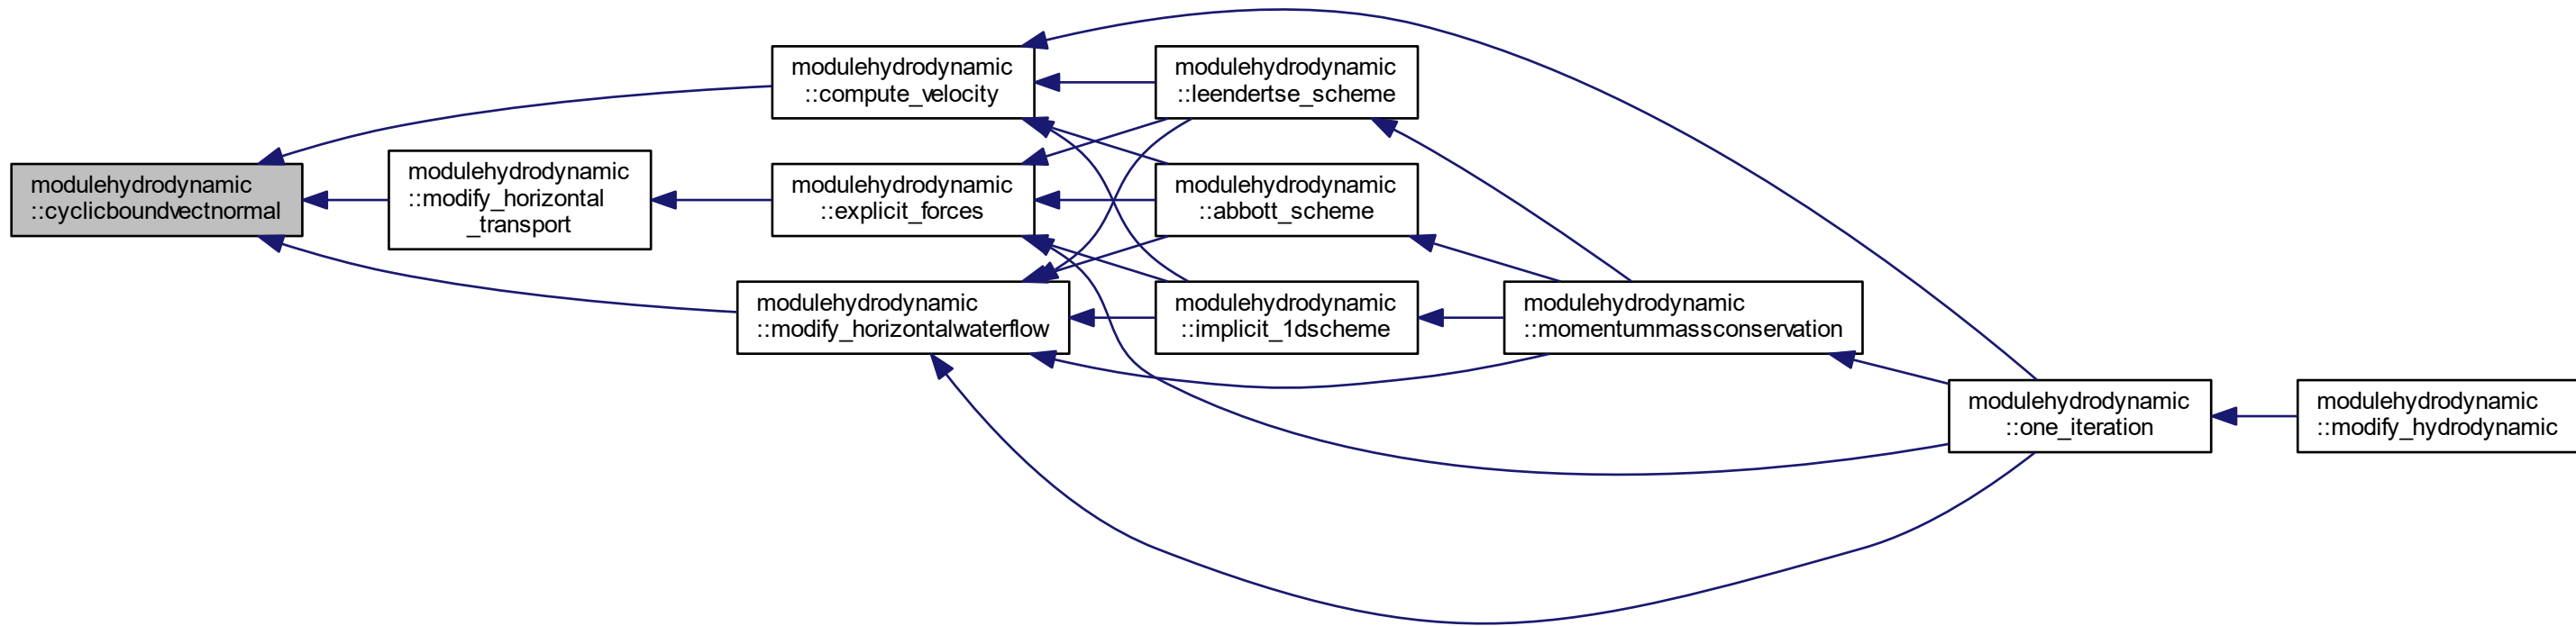 modulehydrodynamic
::cyclicboundvectnormal
modulehydrodynamic
::modify_horizontal
_transport
modulehydrodynamic
::compute_velocity
modulehydrodynamic
::explicit_forces
modulehydrodynamic
::modify_horizontalwaterflow
modulehydrodynamic
::leendertse_scheme
modulehydrodynamic
::abbott_scheme
modulehydrodynamic
::implicit_1dscheme
modulehydrodynamic
::momentummassconservation
modulehydrodynamic
::one_iteration
modulehydrodynamic
::modify_hydrodynamic